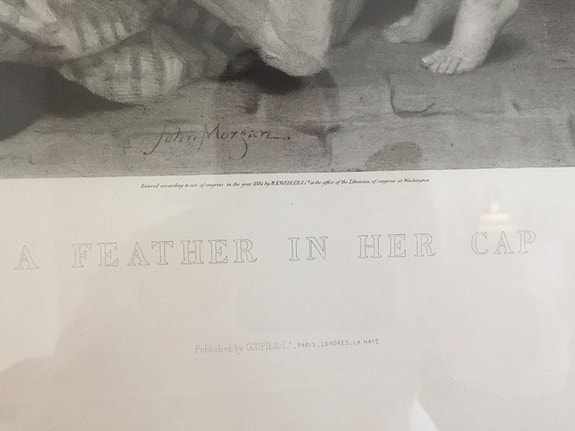 John Morgan.
Entered according to act of congress in the year 1884 by M.KNOEDLER & Co. in the office of the Librarian of congress at Washington.
A FEATHER IN HER CAP
Published by GOUPIL & Co. _ PARIS _ LONDRES _ LA HAYE